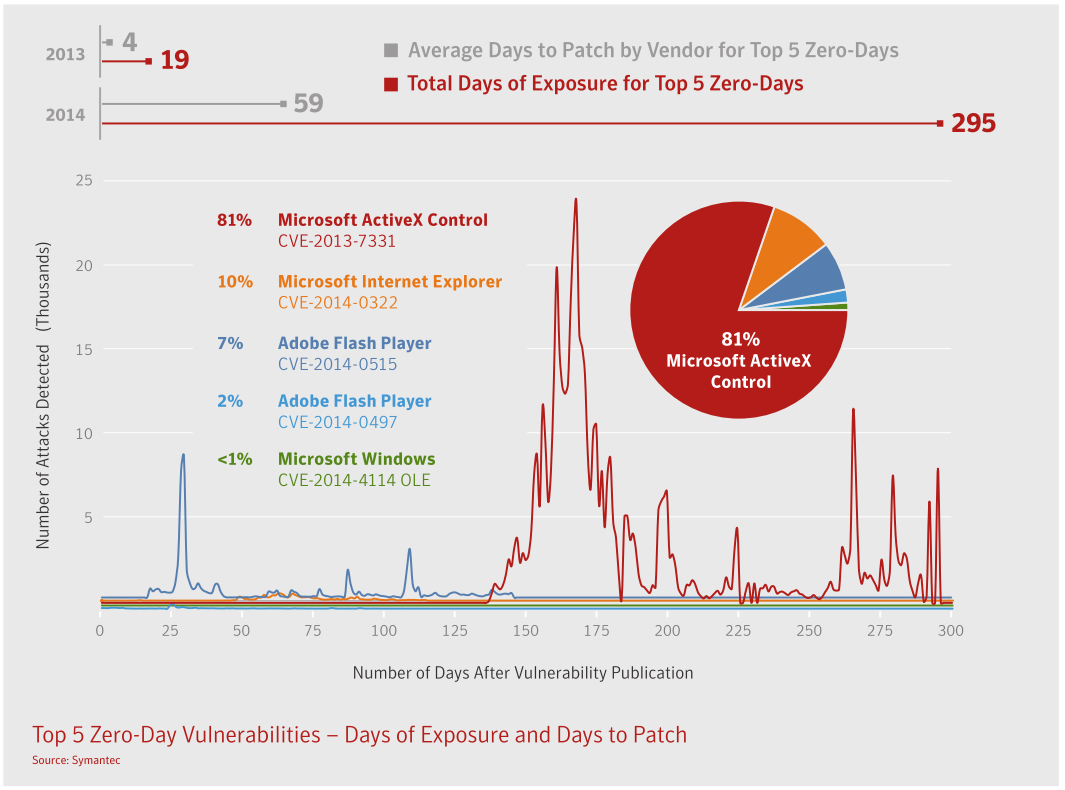 2013
4
19
Average Days to Patch by Vendor for Top 5 Zero-Days
Total Days of Exposure for Top 5 Zero-Days
2014
59
295
Number of Attacks Detected (Thousands)
25
20
15
10
5
81% Microsoft ActiveX Control
CVE-2013-7331
10% Microsoft Internet Explorer
CVE-2014-0322
7% Adobe Flash Player
CVE-2014-0515
2% Adobe Flash Player
CVE-2014-0497
<1% Microsoft Windows
CVE-2014-4114 OLE
81%
Microsoft ActiveX
Control
0 25 50 75 100 125 150 175 200 225 250 275 300
Number of Days After Vulnerability Publication
Top 5 Zero-Day Vulnerabilities – Days of Exposure and Days to Patch
Source: Symantec